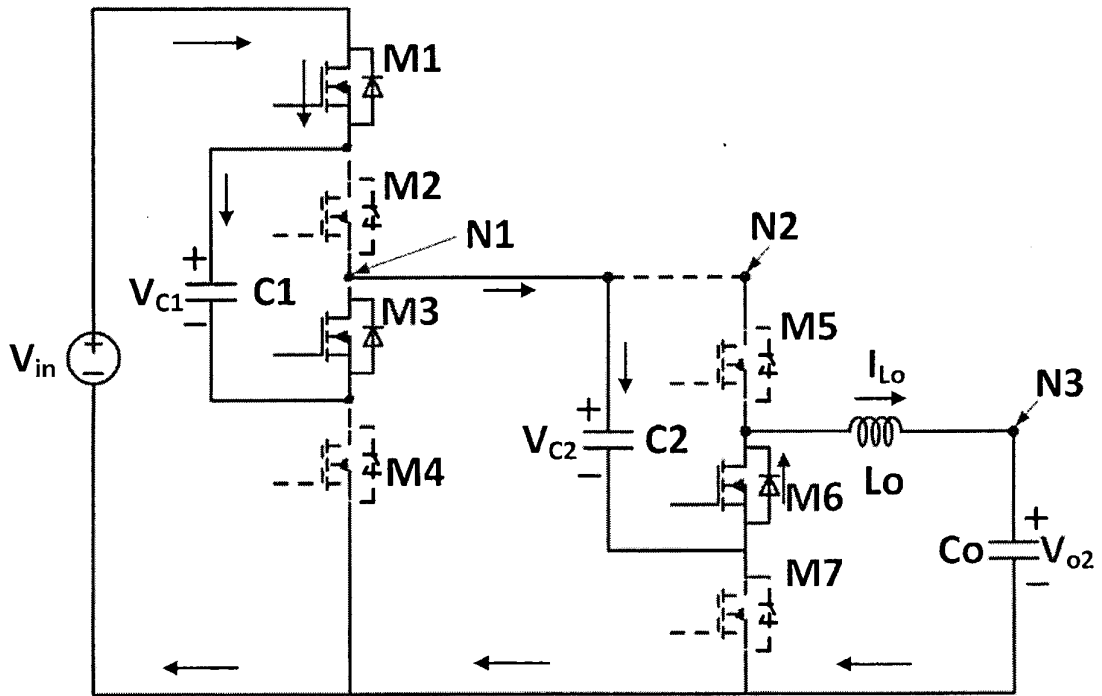 M1
M2
N1
N2
+
V_C1
C1
−
M3
M5
V_in
+
−
I_Lo
N3
+
V_C2
C2
−
M4
Lo
M6
+
Co
V_o2
−
M7